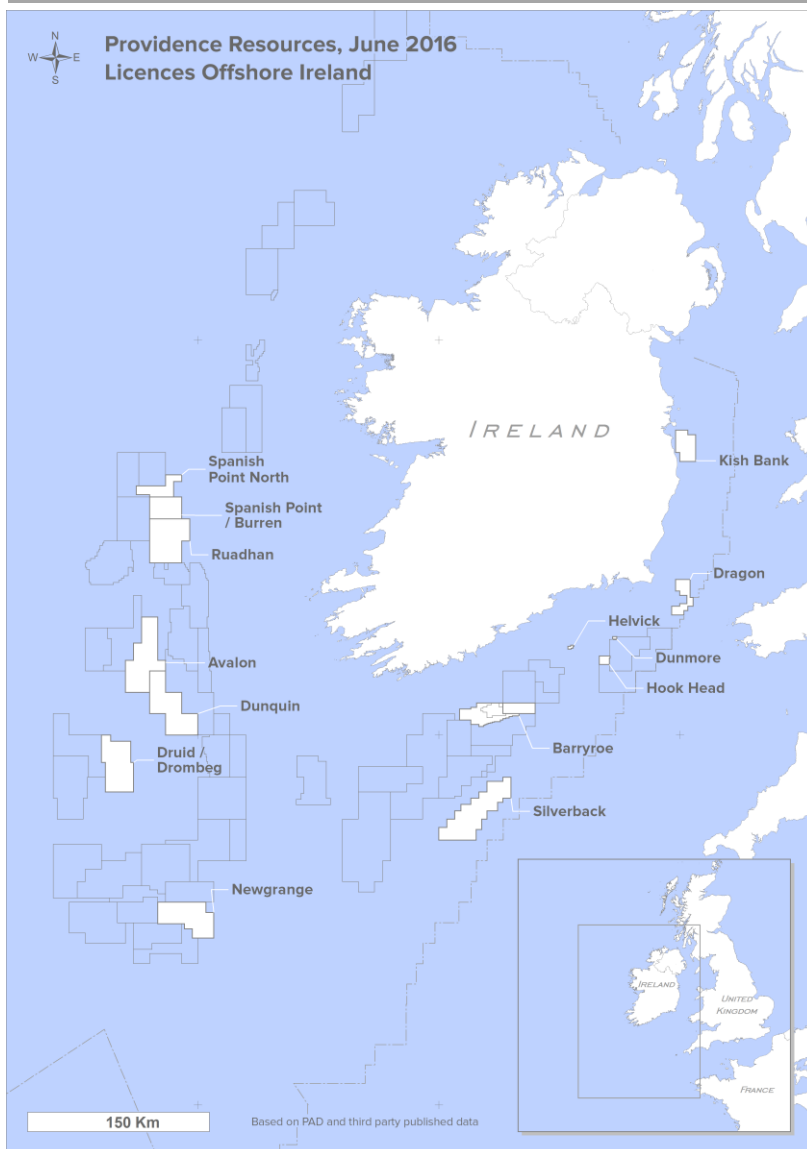 N
W E
S
Providence Resources, June 2016
Licences Offshore Ireland
IRELAND
Kish Bank
Spanish
Point North
Spanish Point
/ Burren
Ruadhan
Dragon
Helvick
Dunmore
Hook Head
Avalon
Dunquin
Barryroe
Druid /
Drombeg
Silverback
Newgrange
IRELAND
UNITED
KINGDOM
FRANCE
150 Km
Based on PAD and third party published data